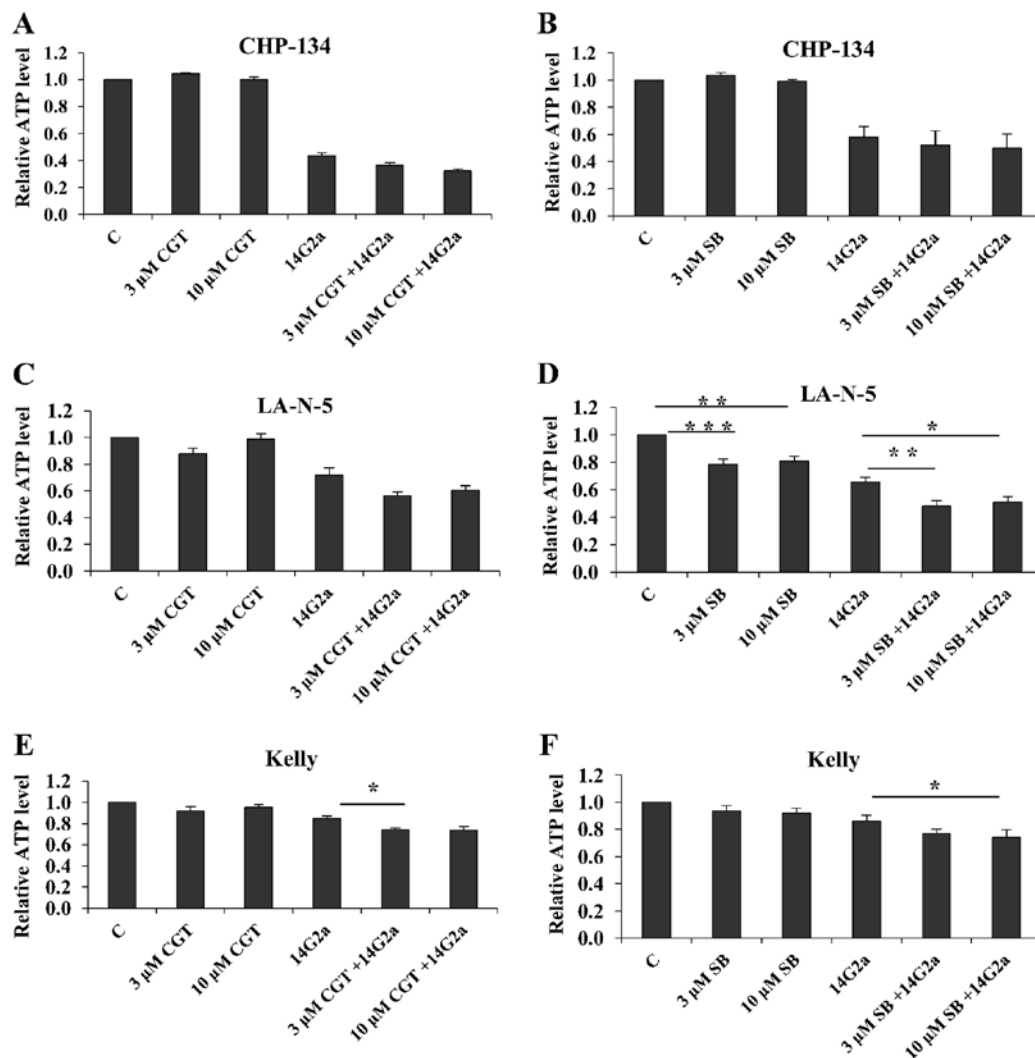 A
CHP-134
Relative ATP level
1.2
1.0
0.8
0.6
0.4
0.2
0.0
C
3 µM CGT
10 µM CGT
14G2a
3 µM CGT +14G2a
10 µM CGT +14G2a
B
CHP-134
Relative ATP level
1.2
1.0
0.8
0.6
0.4
0.2
0.0
C
3 µM SB
10 µM SB
14G2a
3 µM SB +14G2a
10 µM SB +14G2a
C
LA-N-5
Relative ATP level
1.2
1.0
0.8
0.6
0.4
0.2
0.0
C
3 µM CGT
10 µM CGT
14G2a
3 µM CGT +14G2a
10 µM CGT +14G2a
D
LA-N-5
Relative ATP level
1.2
1.0
0.8
0.6
0.4
0.2
0.0
* *
* * *
*
* *
C
3 µM SB
10 µM SB
14G2a
3 µM SB +14G2a
10 µM SB +14G2a
E
Kelly
Relative ATP level
1.2
1.0
0.8
0.6
0.4
0.2
0.0
*
C
3 µM CGT
10 µM CGT
14G2a
3 µM CGT +14G2a
10 µM CGT +14G2a
F
Kelly
Relative ATP level
1.2
1.0
0.8
0.6
0.4
0.2
0.0
*
C
3 µM SB
10 µM SB
14G2a
3 µM SB +14G2a
10 µM SB +14G2a